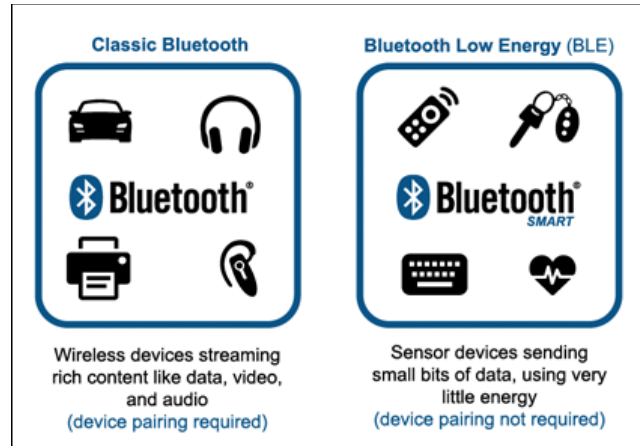 Classic Bluetooth
Bluetooth Low Energy (BLE)
Bluetooth®
Bluetooth®
SMART
Wireless devices streaming
rich content like data, video,
and audio
(device pairing required)
Sensor devices sending
small bits of data, using very
little energy
(device pairing not required)